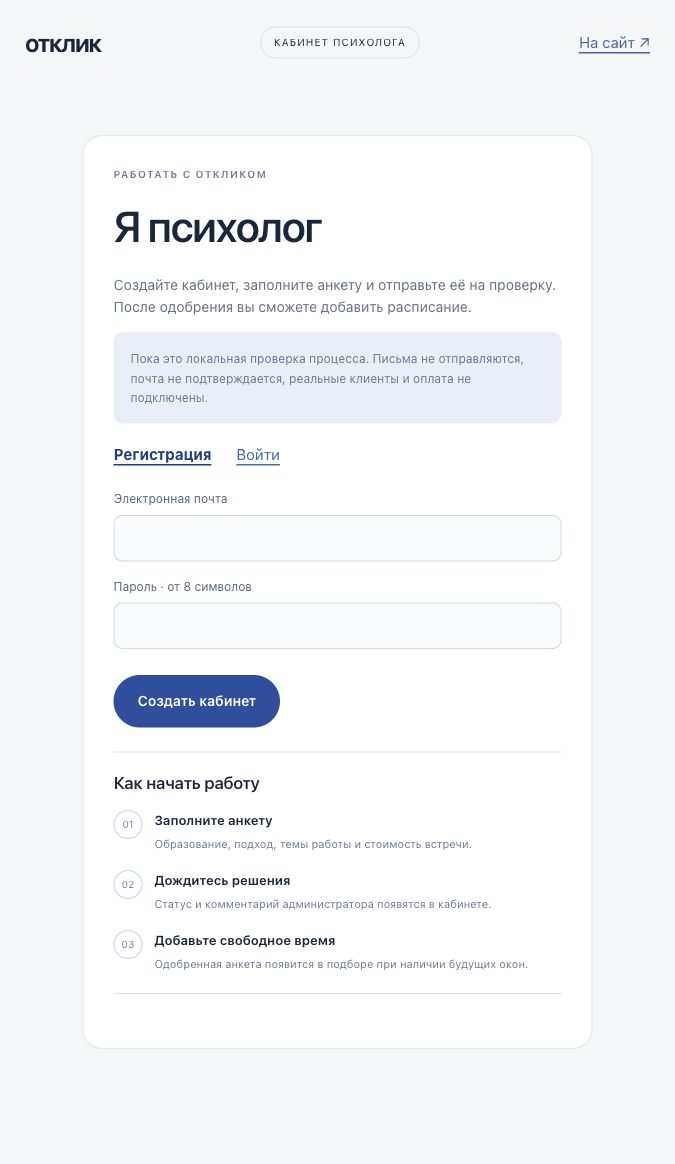 ОТКЛИК
КАБИНЕТ ПСИХОЛОГА
На сайт ↗
РАБОТАТЬ С ОТКЛИКОМ
Я психолог
Создайте кабинет, заполните анкету и отправьте её на проверку.
После одобрения вы сможете добавить расписание.
Пока это локальная проверка процесса. Письма не отправляются,
почта не подтверждается, реальные клиенты и оплата не
подключены.
Регистрация
Войти
Электронная почта
Пароль · от 8 символов
Создать кабинет
Как начать работу
01
Заполните анкету
Образование, подход, темы работы и стоимость встречи.
02
Дождитесь решения
Статус и комментарий администратора появятся в кабинете.
03
Добавьте свободное время
Одобренная анкета появится в подборе при наличии будущих окон.